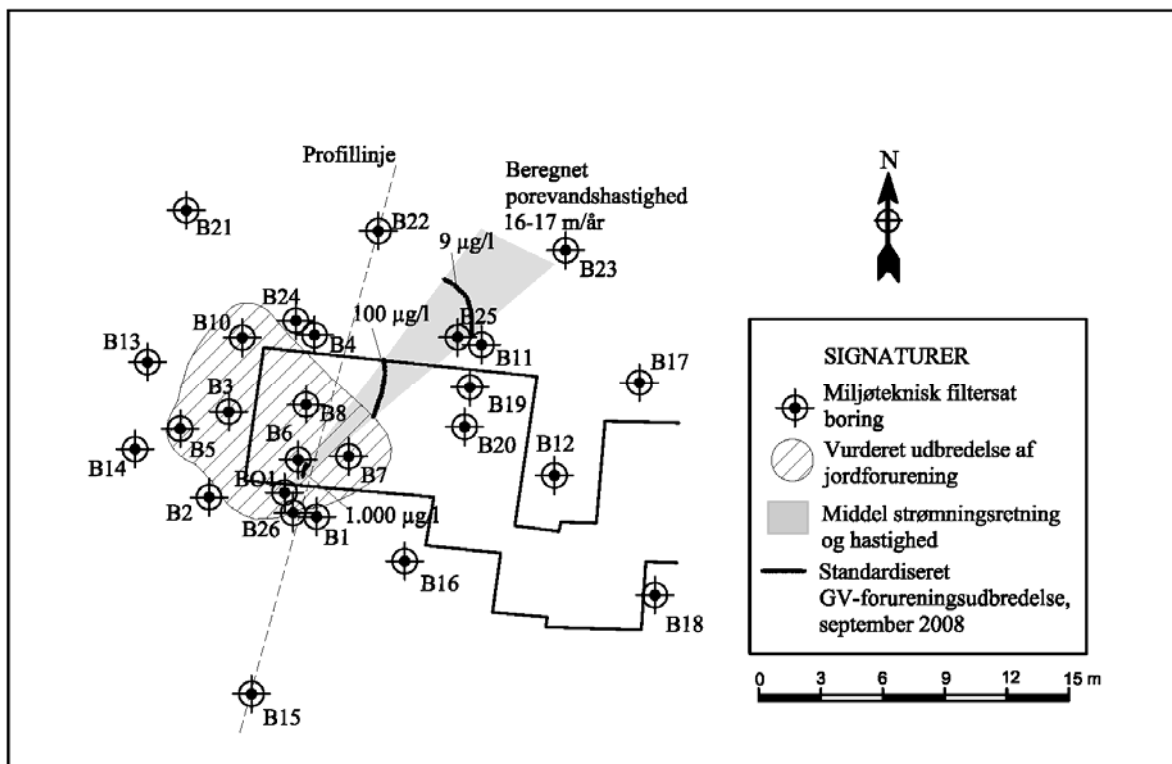 Profillinje
Beregnet
porevandshastighed
16-17 m/år
N
B21
B22
9 µg/l
B23
B24
100 µg/l
B25
B10
B4
B11
B13
B17
B3
B19
B8
B5
B6
B20
B12
B14
B7
BO1
B2
1.000 µg/l
B26
B1
B16
B18
B15
SIGNATURER
Miljøteknisk filtersat
boring
Vurderet udbredelse af
jordforurening
Middel strømningsretning
og hastighed
Standardiseret
GV-forureningsudbredelse,
september 2008
0 3 6 9 12 15 m